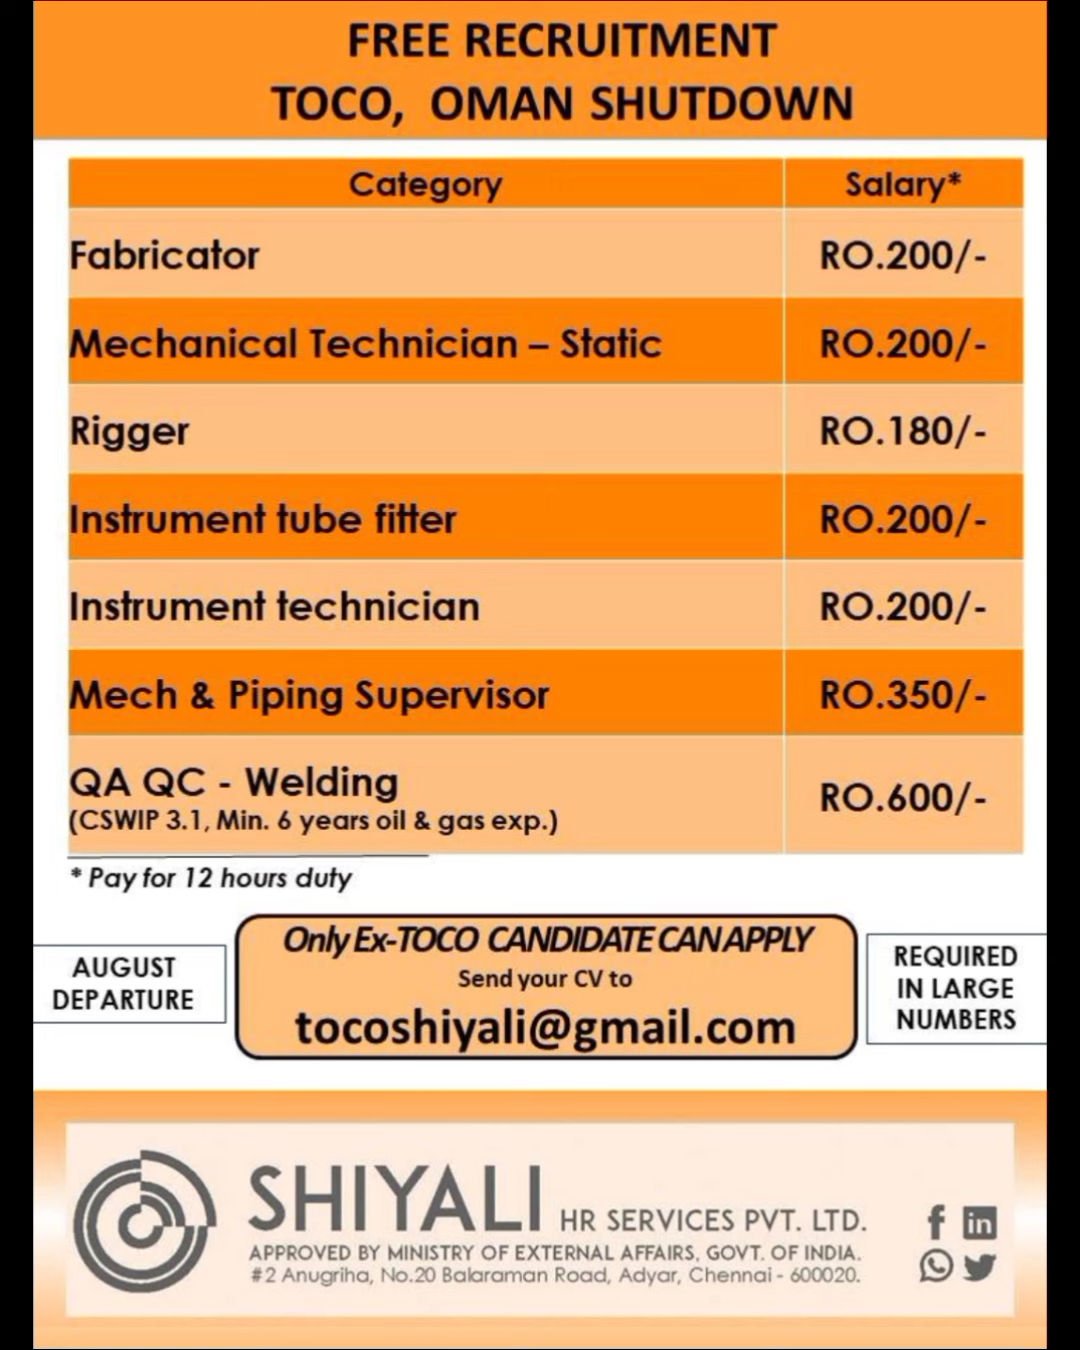 FREE RECRUITMENT
TOCO, OMAN SHUTDOWN
Category Salary*
Fabricator RO.200/-
Mechanical Technician – Static RO.200/-
Rigger RO.180/-
Instrument tube fitter RO.200/-
Instrument technician RO.200/-
Mech & Piping Supervisor RO.350/-
QA QC - Welding
(CSWIP 3.1, Min. 6 years oil & gas exp.) RO.600/-
* Pay for 12 hours duty
AUGUST
DEPARTURE
Only Ex-TOCO CANDIDATE CAN APPLY
Send your CV to
tocoshiyali@gmail.com
REQUIRED
IN LARGE
NUMBERS
SHIYALI HR SERVICES PVT. LTD.
APPROVED BY MINISTRY OF EXTERNAL AFFAIRS, GOVT. OF INDIA.
#2 Anugriha, No.20 Balaraman Road, Adyar, Chennai - 600020.